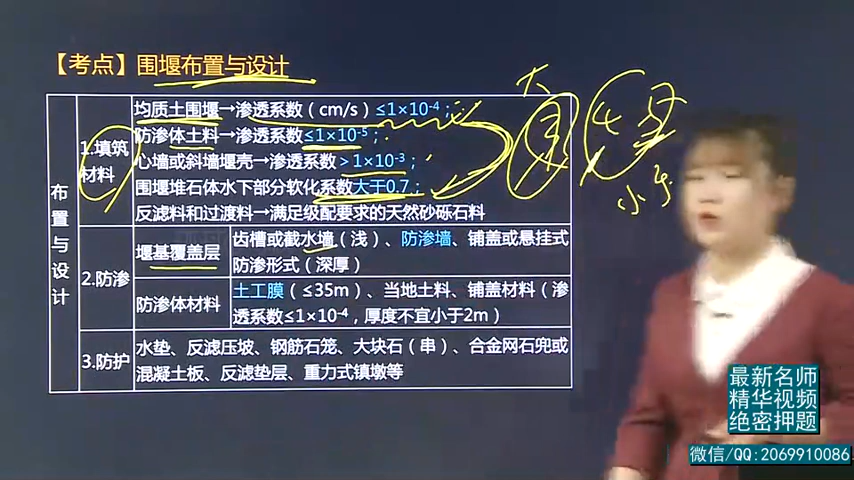 【考点】围堰布置与设计
布置与设计
1.填筑材料
均质土围堰→渗透系数（cm/s）≤1×10-4；
防渗体土料→渗透系数≤1×10-5；
心墙或斜墙堰壳→渗透系数＞1×10-3；
围堰堆石体水下部分软化系数大于0.7；
反滤料和过渡料→满足级配要求的天然砂砾石料
2.防渗
堰基覆盖层
齿槽或截水墙（浅）、防渗墙、铺盖或悬挂式
防渗形式（深厚）
防渗体材料
土工膜（≤35m）、当地土料、铺盖材料（渗
透系数≤1×10-4，厚度不宜小于2m）
3.防护
水垫、反滤压坡、钢筋石笼、大块石（串）、合金网石兜或
混凝土板、反滤垫层、重力式镇墩等
大
3
4 5
小于
最新名师
精华视频
绝密押题
微信/QQ:2069910086